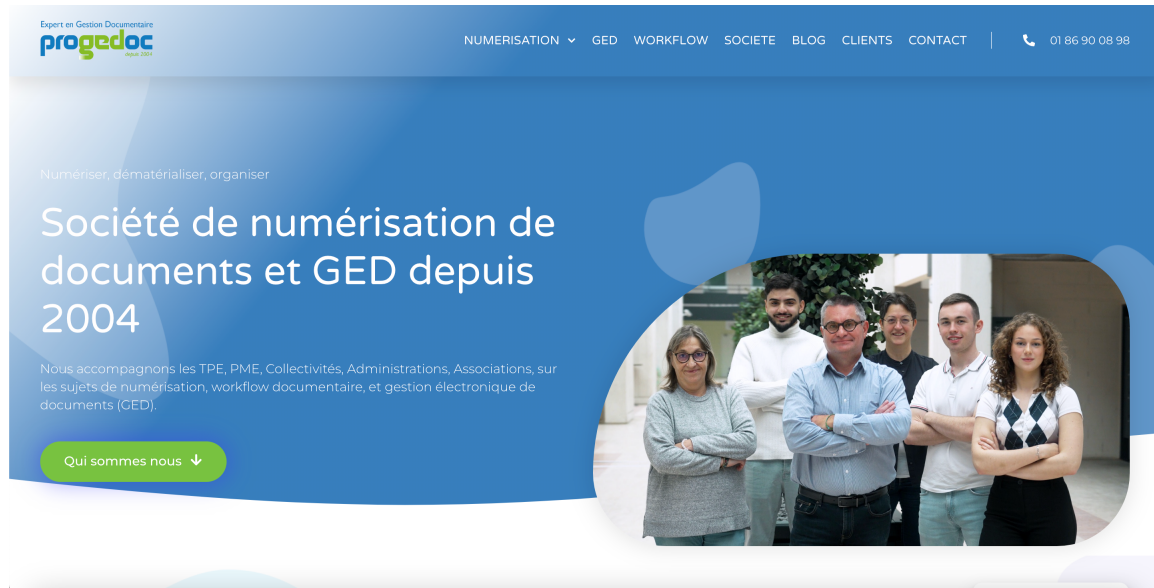 Expert en Gestion Documentaire
progedoc
depuis 2004
NUMERISATION GED WORKFLOW SOCIETE BLOG CLIENTS CONTACT 01 86 90 08 98
Numériser, dématérialiser, organiser
Société de numérisation de
documents et GED depuis
2004
Nous accompagnons les TPE, PME, Collectivités, Administrations, Associations, sur
les sujets de numérisation, workflow documentaire, et gestion électronique de
documents (GED).
Qui sommes nous